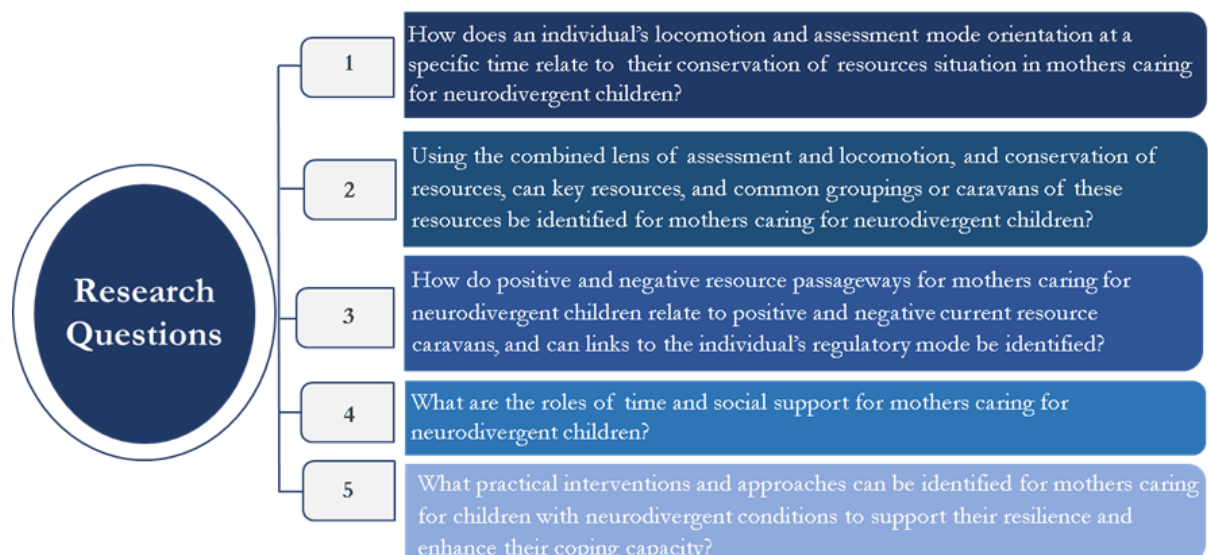 Research
Questions
1
How does an individual's locomotion and assessment mode orientation at a
specific time relate to their conservation of resources situation in mothers caring
for neurodivergent children?
2
Using the combined lens of assessment and locomotion, and conservation of
resources, can key resources, and common groupings or caravans of these
resources be identified for mothers caring for neurodivergent children?
3
How do positive and negative resource passageways for mothers caring for
neurodivergent children relate to positive and negative current resource
caravans, and can links to the individual's regulatory mode be identified?
4
What are the roles of time and social support for mothers caring for
neurodivergent children?
5
What practical interventions and approaches can be identified for mothers caring
for children with neurodivergent conditions to support their resilience and
enhance their coping capacity?